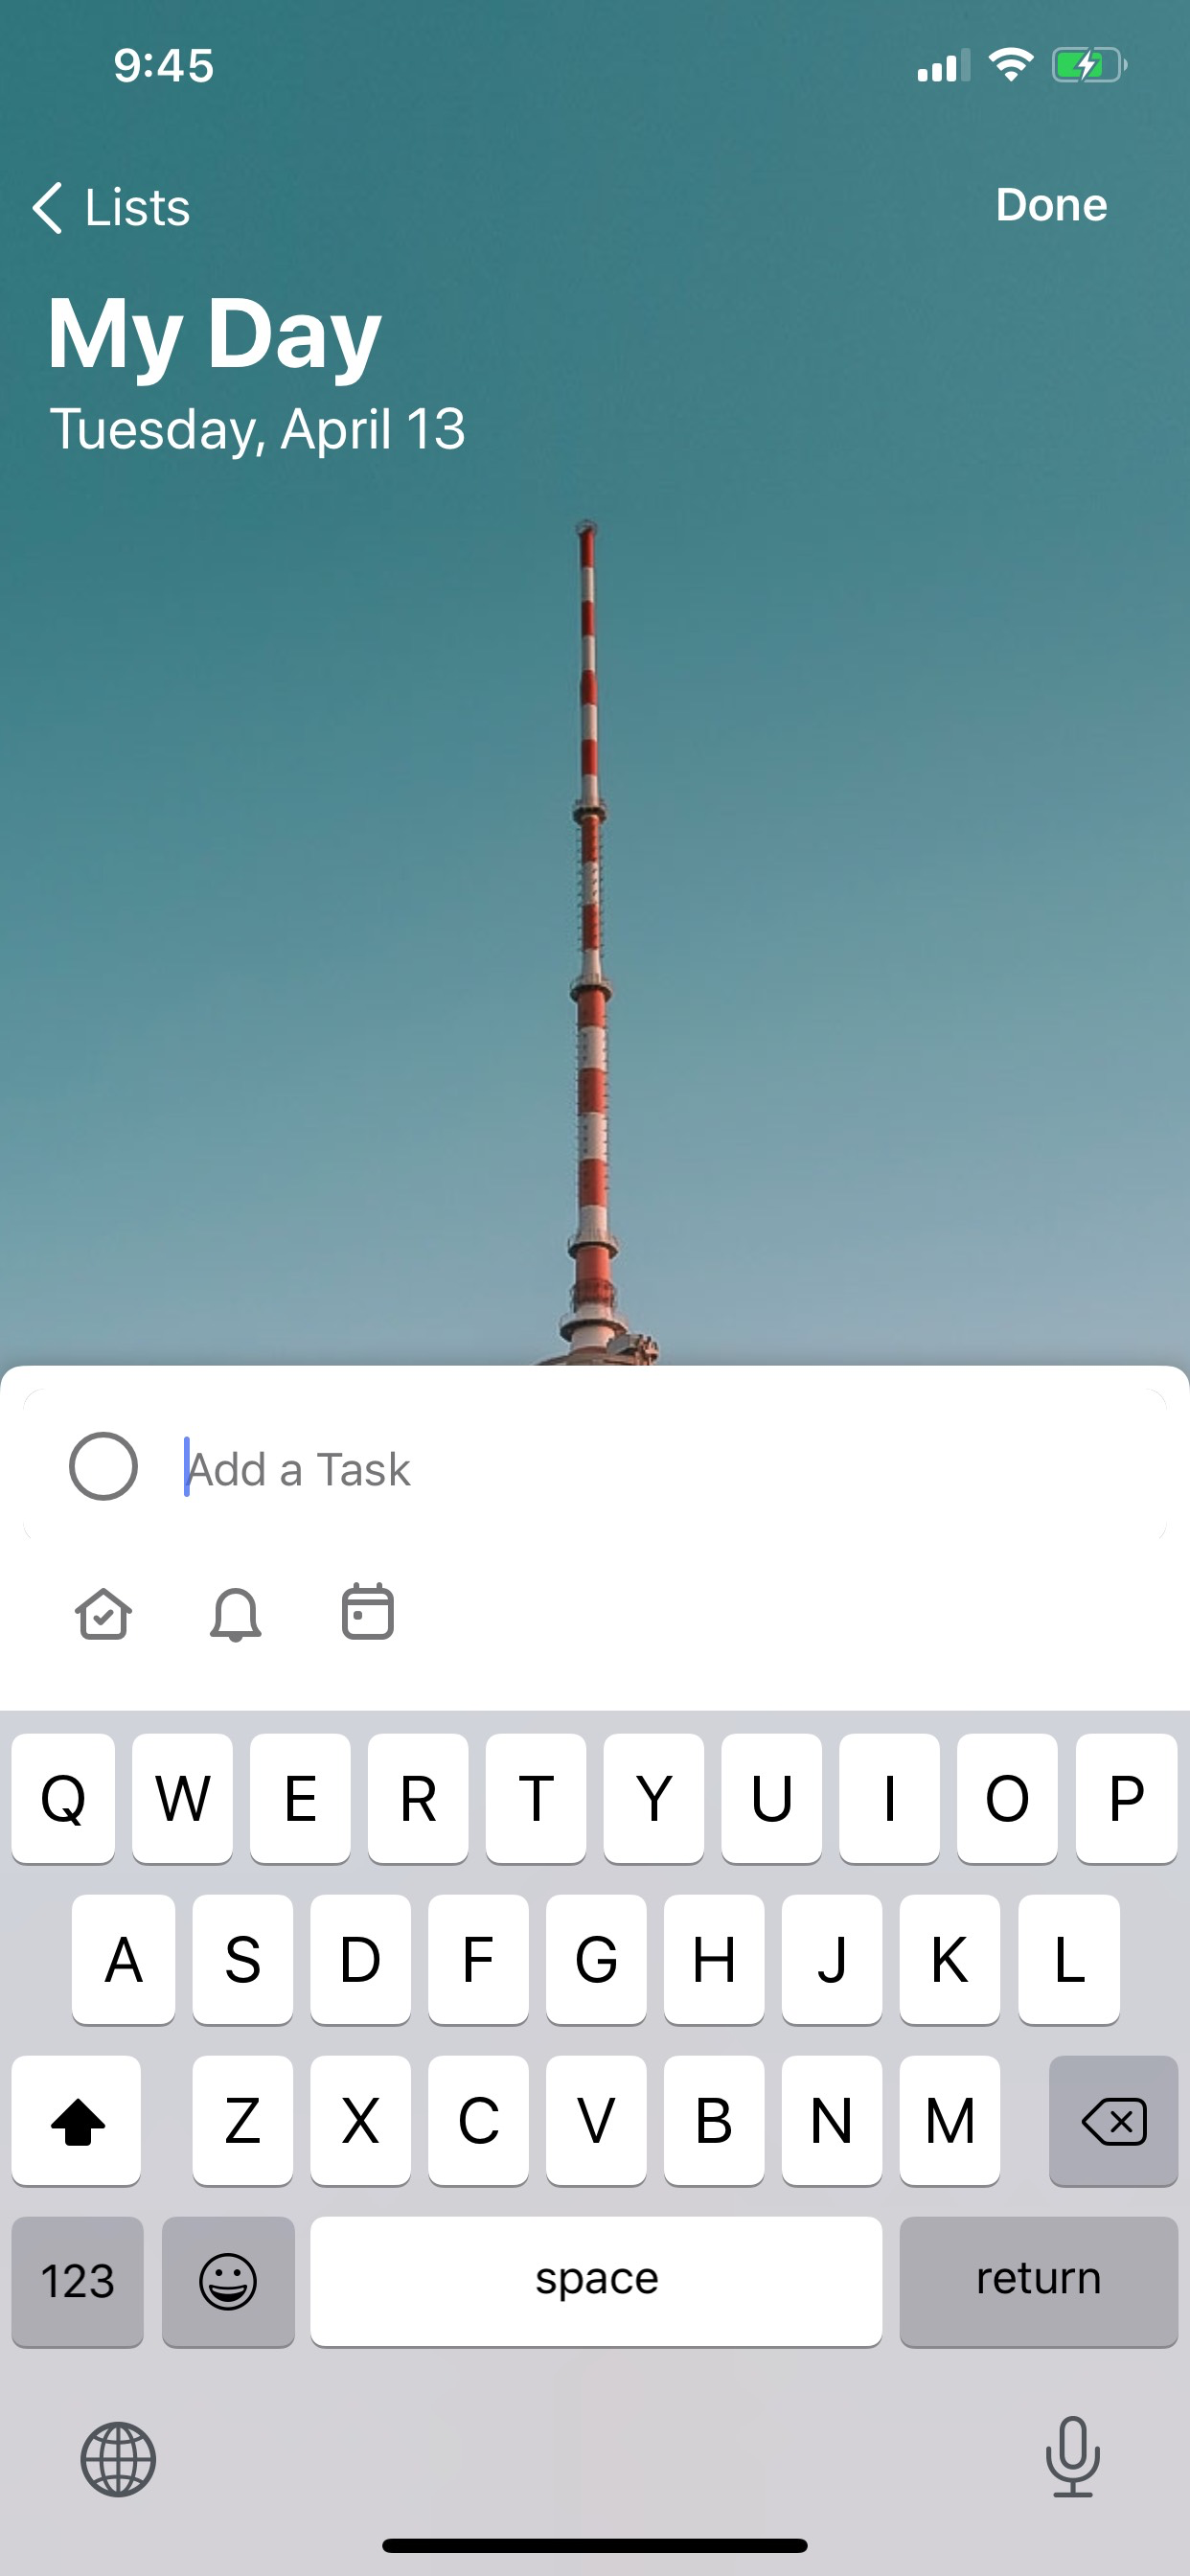 9:45
Lists
Done
My Day
Tuesday, April 13
Add a Task
Q W E R T Y U I O P
A S D F G H J K L
Z X C V B N M
123 space return